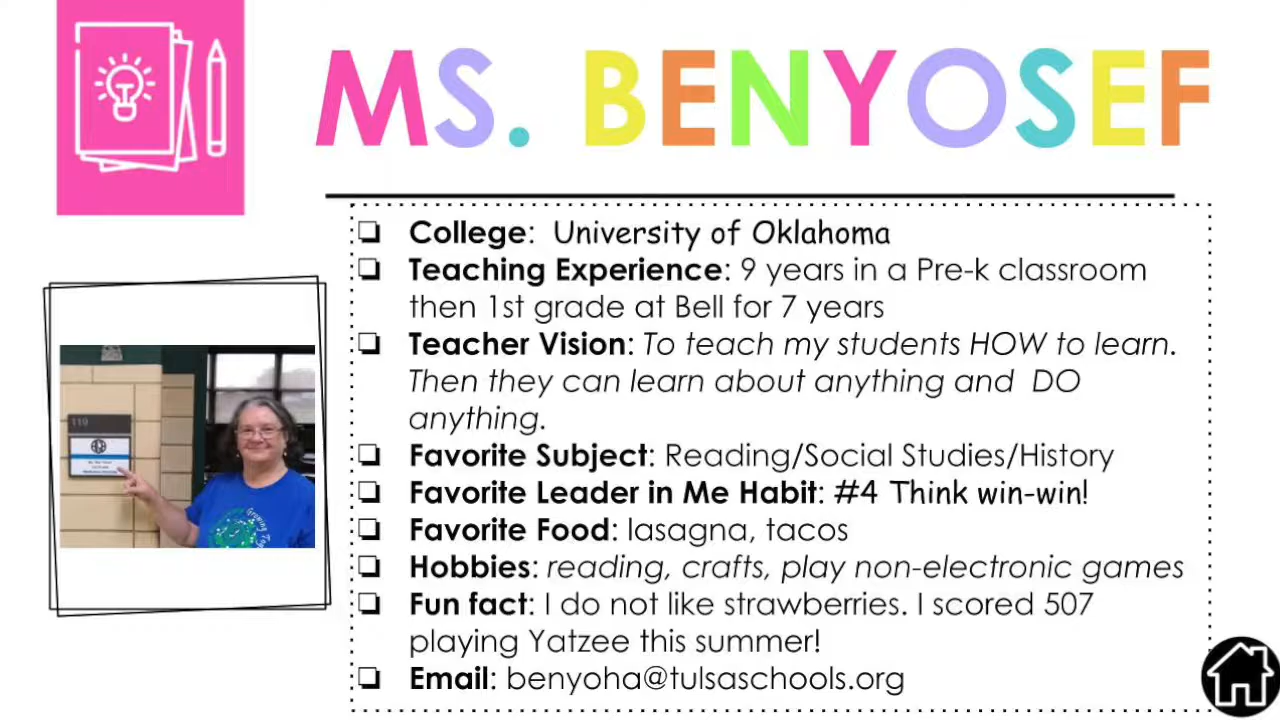 MS. BENYOSEF
College: University of Oklahoma
Teaching Experience: 9 years in a Pre-k classroom
then 1st grade at Bell for 7 years
Teacher Vision: To teach my students HOW to learn.
Then they can learn about anything and DO
anything.
Favorite Subject: Reading/Social Studies/History
Favorite Leader in Me Habit: #4 Think win-win!
Favorite Food: lasagna, tacos
Hobbies: reading, crafts, play non-electronic games
Fun fact: I do not like strawberries. I scored 507
playing Yatzee this summer!
Email: benyoha@tulsaschools.org
119
Growing